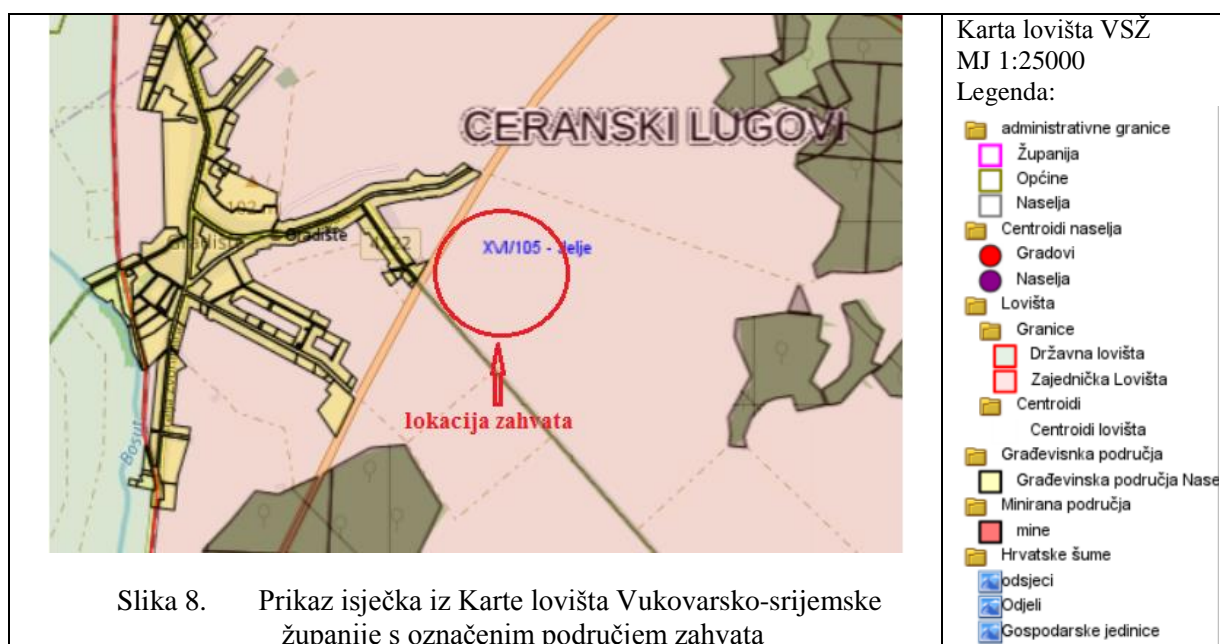 CERANSKI LUGOVI
102 m
Gradište
Gradište
XVI/105 - Jelje
lokacija zahvata
Bosut
Slika 8. Prikaz isječka iz Karte lovišta Vukovarsko-srijemske
županije s označenim područjem zahvata
Karta lovišta VSŽ
MJ 1:25000
Legenda:
administrativne granice
Županija
Općine
Naselja
Centroidi naselja
Gradovi
Naselja
Lovišta
Granice
Državna lovišta
Zajednička Lovišta
Centroidi
Centroidi lovišta
Građevisnka područja
Građevinska područja Nase
Minirana područja
mine
Hrvatske šume
odsjeci
Odjeli
Gospodarske jedinice